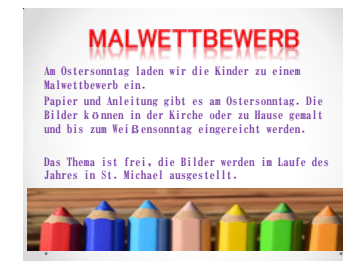 MALWETTBEWERB
Am Ostersonntag laden wir die Kinder zu einem
Malwettbewerb ein.
Papier und Anleitung gibt es am Ostersonntag. Die
Bilder können in der Kirche oder zu Hause gemalt
und bis zum Weißensonntag eingereicht werden.
Das Thema ist frei, die Bilder werden im Laufe des
Jahres in St. Michael ausgestellt.